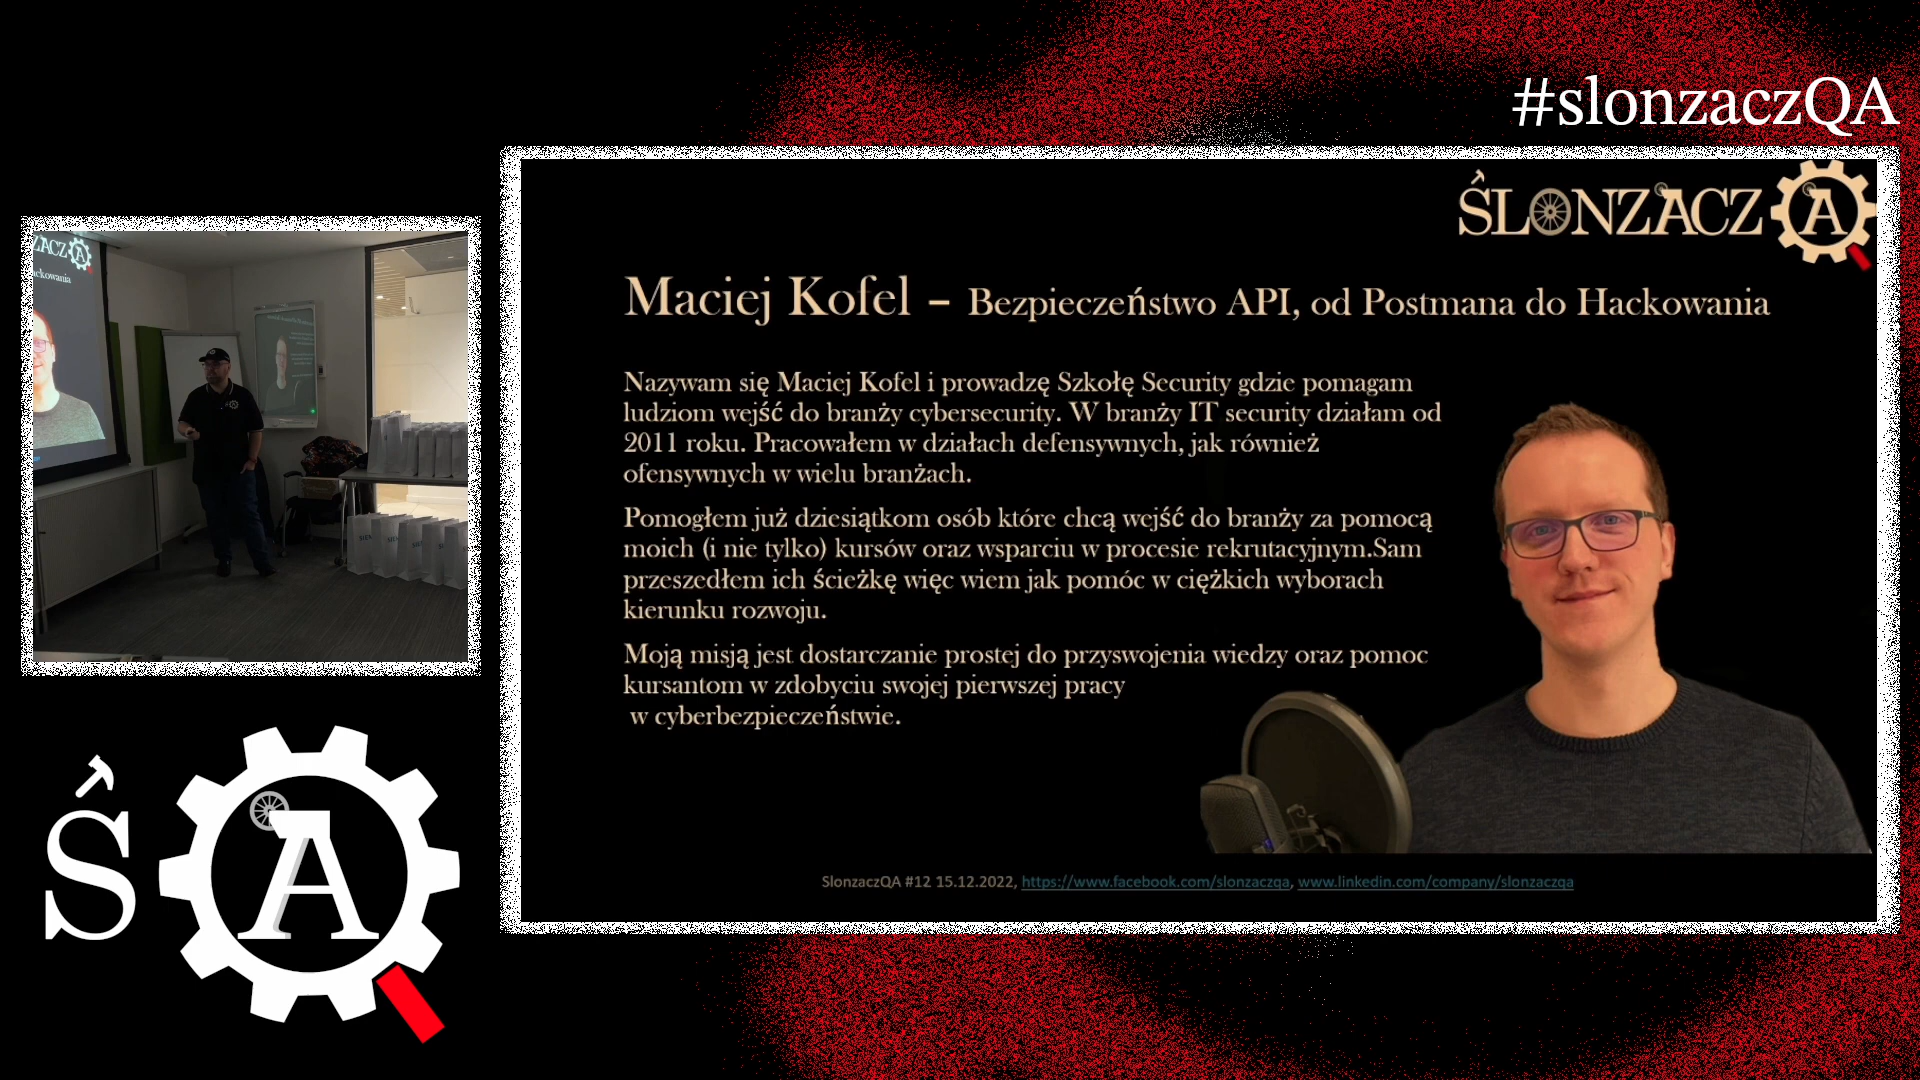 #slonzaczQA
ŚLONZACZ A
Maciej Kofel – Bezpieczeństwo API, od Postmana do Hackowania
Nazywam się Maciej Kofel i prowadzę Szkołę Security gdzie pomagam
ludziom wejść do branży cybersecurity. W branży IT security działam od
2011 roku. Pracowałem w działach defensywnych, jak również
ofensywnych w wielu branżach.
Pomogłem już dziesiątkom osób które chcą wejść do branży za pomocą
moich (i nie tylko) kursów oraz wsparciu w procesie rekrutacyjnym.Sam
przeszedłem ich ścieżkę więc wiem jak pomóc w ciężkich wyborach
kierunku rozwoju.
Moją misją jest dostarczanie prostej do przyswojenia wiedzy oraz pomoc
kursantom w zdobyciu swojej pierwszej pracy
w cyberbezpieczeństwie.
SlonzaczQA #12 15.12.2022, https://www.facebook.com/slonzaczqa, www.linkedin.com/company/slonzaczqa
ZACZ A
ackowania
Ś A